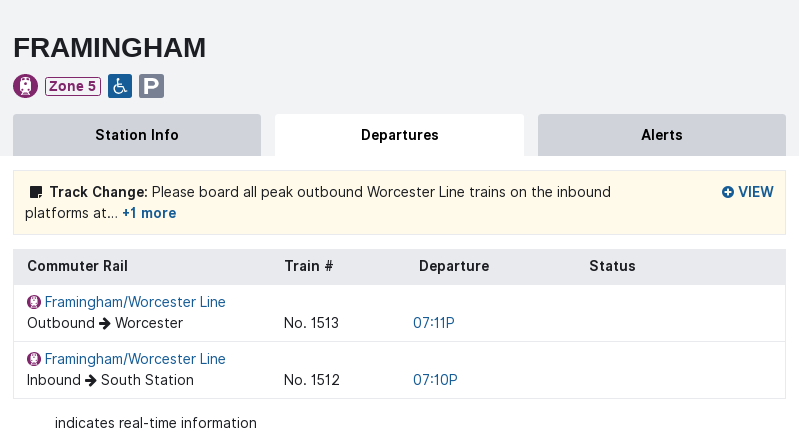 FRAMINGHAM
Zone 5 P
Station Info Departures Alerts
Track Change: Please board all peak outbound Worcester Line trains on the inbound VIEW
platforms at... +1 more
Commuter Rail Train # Departure Status
Framingham/Worcester Line
Outbound → Worcester No. 1513 07:11P
Framingham/Worcester Line
Inbound → South Station No. 1512 07:10P
indicates real-time information